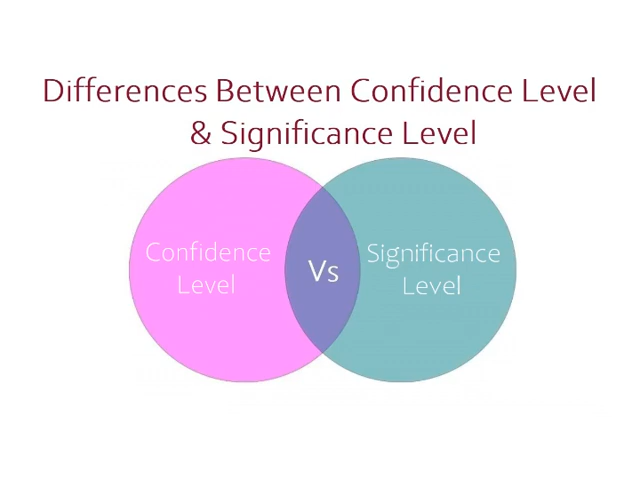 Differences Between Confidence Level
& Significance Level
Confidence
Level
Vs
Significance
Level